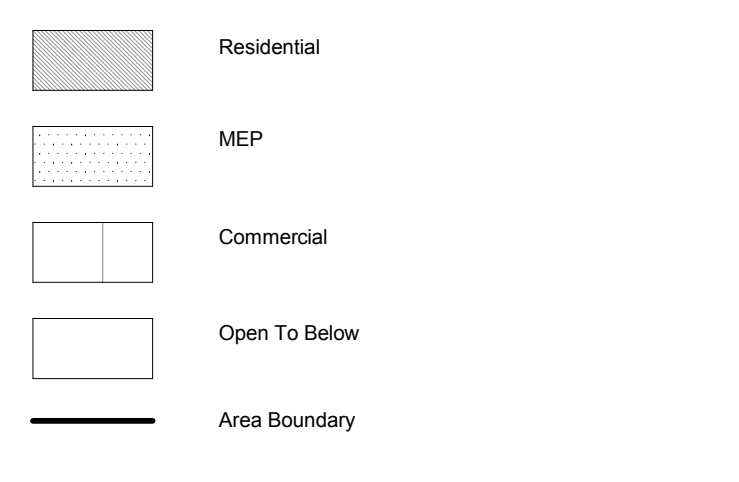 Residential
MEP
Commercial
Open To Below
Area Boundary